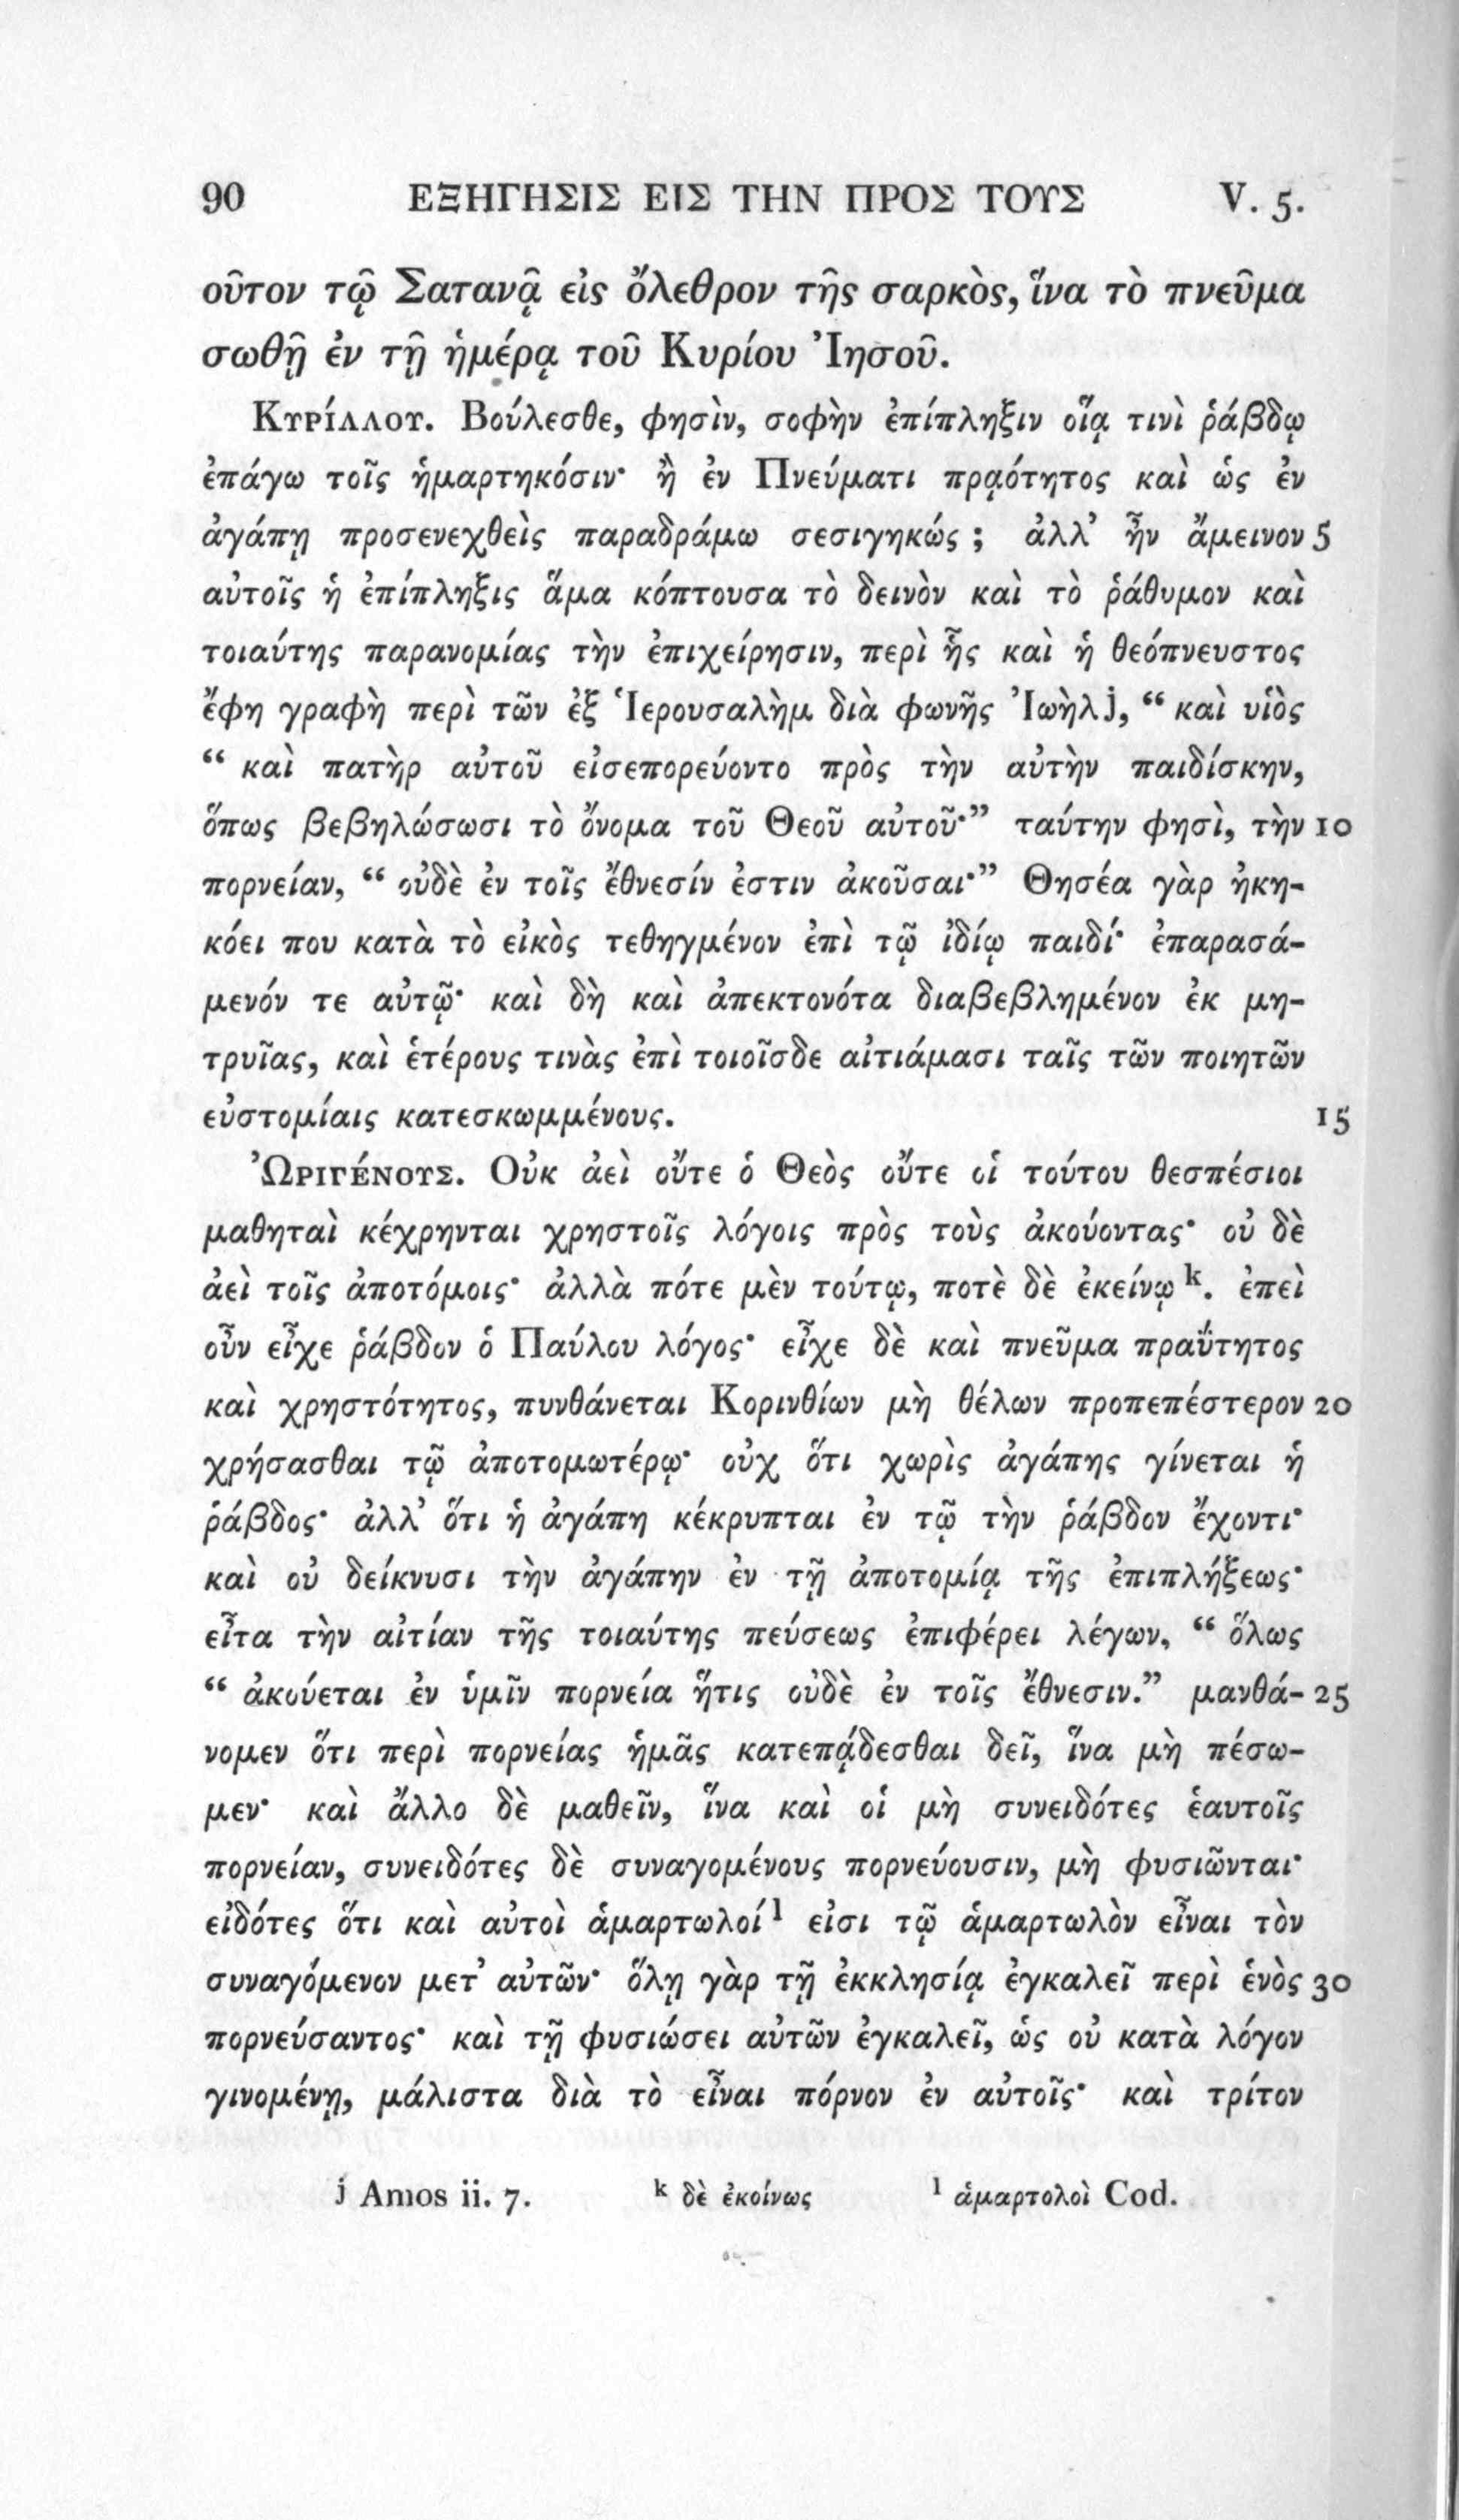 90 ΕΞΗΓΗΣΙΣ ΕΙΣ ΤΗΝ ΠΡΟΣ ΤΟΥΣ V. 5.
οῦτον τῷ Σατανᾷ εἰς ὄλεθρον τῆς σαρκὸς, ἵνα τὸ πνεῦμα
σωθῇ ἐν τῇ ἡμέρᾳ τοῦ Κυρίου Ἰησοῦ.
Κυρίλλου. Βούλεσθε, φησὶν, σοφὴν ἐπίπληξιν οἵᾳ τινὶ ῥάβδῳ
ἐπάγω τοῖς ἡμαρτηκόσιν· ἢ ἐν Πνεύματι πρᾳότητος καὶ ὡς ἐν
ἀγάπῃ προσενεχθεὶς παραδράμω σεσιγηκώς ; ἀλλ’ ἦν ἄμεινον 5
αὐτοῖς ἡ ἐπίπληξις ἅμα κόπτουσα τὸ δεινὸν καὶ τὸ ῥάθυμον καὶ
τοιαύτης παρανομίας τὴν ἐπιχείρησιν, περὶ ἧς καὶ ἡ θεόπνευστος
ἔφη γραφὴ περὶ τῶν ἐξ Ἱερουσαλὴμ διὰ φωνῆς Ἰωὴλ j, “ καὶ υἱὸς
“ καὶ πατὴρ αὐτοῦ εἰσεπορεύοντο πρὸς τὴν αὐτὴν παιδίσκην,
ὅπως βεβηλώσωσι τὸ ὄνομα τοῦ Θεοῦ αὐτοῦ·” ταύτην φησὶ, τὴν 10
πορνείαν, “ οὐδὲ ἐν τοῖς ἔθνεσίν ἐστιν ἀκοῦσαι·” Θησέα γὰρ ἠκη-
κόει που κατὰ τὸ εἰκὸς τεθηγμένον ἐπὶ τῷ ἰδίῳ παιδί· ἐπαρασά-
μενόν τε αὐτῷ· καὶ δὴ καὶ ἀπεκτονότα διαβεβλημένον ἐκ μη-
τρυῖας, καὶ ἑτέρους τινὰς ἐπὶ τοιοῖσδε αἰτιάμασι ταῖς τῶν ποιητῶν
εὐστομίαις κατεσκωμμένους. 15
Ὠριγένους. Οὐκ ἀεὶ οὔτε ὁ Θεὸς οὔτε οἱ τούτου θεσπέσιοι
μαθηταὶ κέχρηνται χρηστοῖς λόγοις πρὸς τοὺς ἀκούοντας· οὐ δὲ
ἀεὶ τοῖς ἀποτόμοις· ἀλλὰ πότε μὲν τούτῳ, ποτὲ δὲ ἐκείνῳ k. ἐπεὶ
οὖν εἶχε ῥάβδον ὁ Παύλου λόγος· εἶχε δὲ καὶ πνεῦμα πραΰτητος
καὶ χρηστότητος, πυνθάνεται Κορινθίων μὴ θέλων προπεπέστερον 20
χρήσασθαι τῷ ἀποτομωτέρῳ· οὐχ ὅτι χωρὶς ἀγάπης γίνεται ἡ
ῥάβδος· ἀλλ’ ὅτι ἡ ἀγάπη κέκρυπται ἐν τῷ τὴν ῥάβδον ἔχοντι·
καὶ οὐ δείκνυσι τὴν ἀγάπην ἐν τῇ ἀποτομίᾳ τῆς ἐπιπλήξεως·
εἶτα τὴν αἰτίαν τῆς τοιαύτης πεύσεως ἐπιφέρει λέγων, “ ὅλως
“ ἀκούεται ἐν ὑμῖν πορνεία ἥτις οὐδὲ ἐν τοῖς ἔθνεσιν.” μανθά- 25
νομεν ὅτι περὶ πορνείας ἡμᾶς κατεπᾴδεσθαι δεῖ, ἵνα μὴ πέσω-
μεν· καὶ ἄλλο δὲ μαθεῖν, ἵνα καὶ οἱ μὴ συνειδότες ἑαυτοῖς
πορνείαν, συνειδότες δὲ συναγομένους πορνεύουσιν, μὴ φυσιῶνται·
εἰδότες ὅτι καὶ αὐτοὶ ἁμαρτωλοί l εἰσι τῷ ἁμαρτωλὸν εἶναι τὸν
συναγόμενον μετ’ αὐτῶν· ὅλῃ γὰρ τῇ ἐκκλησίᾳ ἐγκαλεῖ περὶ ἑνὸς 30
πορνεύσαντος· καὶ τῇ φυσιώσει αὐτῶν ἐγκαλεῖ, ὡς οὐ κατὰ λόγον
γινομένῃ, μάλιστα διὰ τὸ εἶναι πόρνον ἐν αὐτοῖς· καὶ τρίτον
j Amos ii. 7. k δὲ ἐκοίνως l ἁμαρτολοὶ Cod.